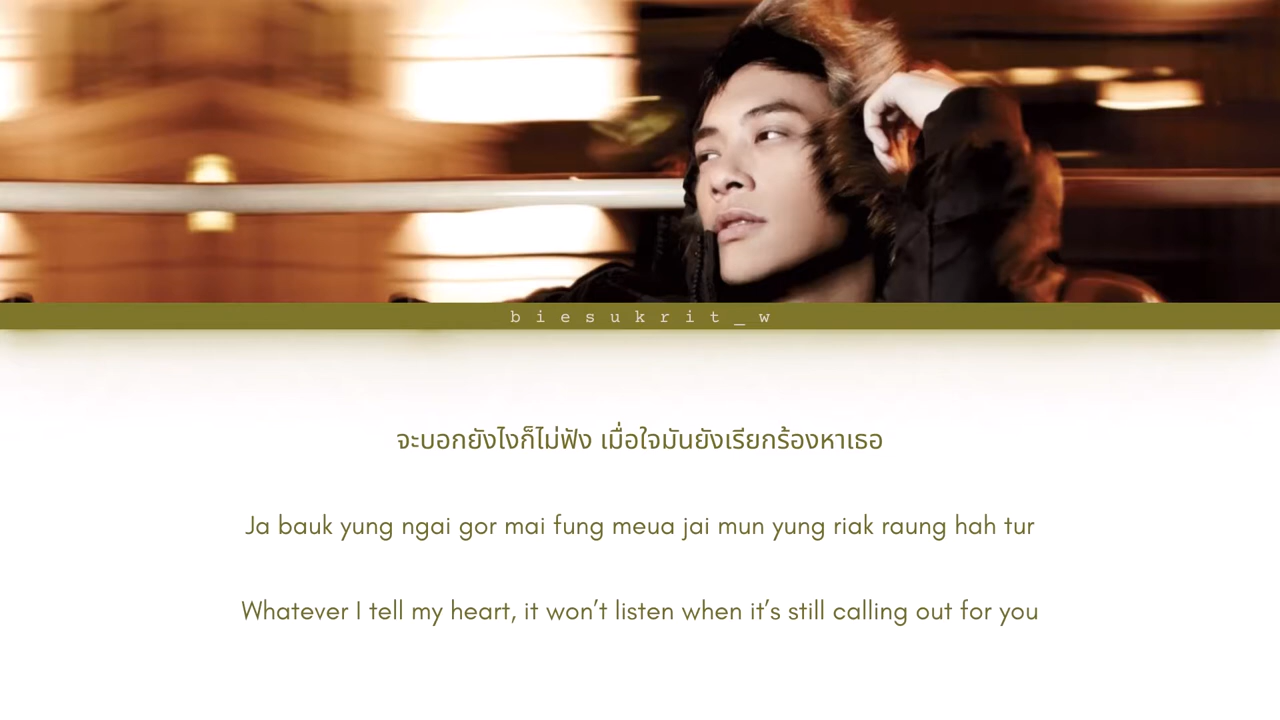 biesukrit_w
จะบอกยังไงก็ไม่ฟัง เมื่อใจมันยังเรียกร้องหาเธอ
Ja bauk yung ngai gor mai fung meua jai mun yung riak raung hah tur
Whatever I tell my heart, it won’t listen when it’s still calling out for you